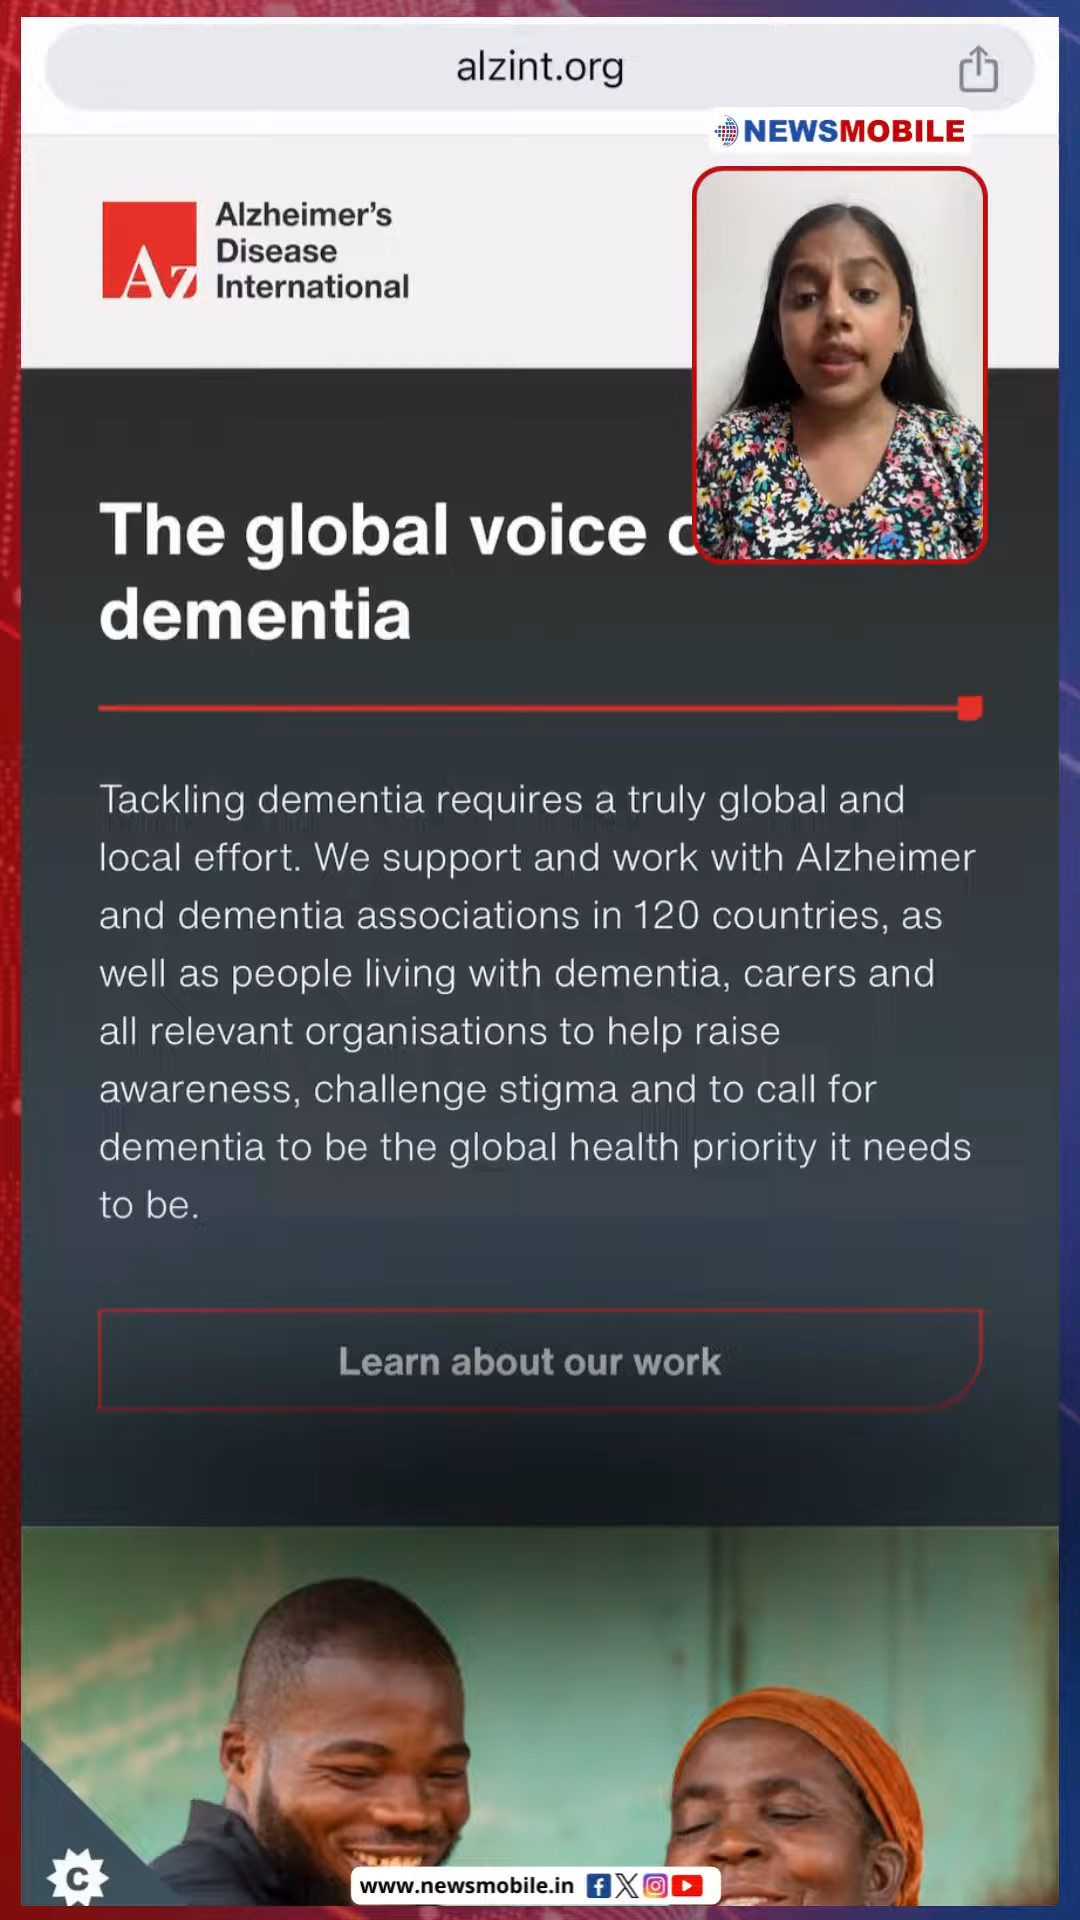 alzint.org
NEWSMOBILE
Az
Alzheimer's
Disease
International
The global voice
dementia
Tackling dementia requires a truly global and
local effort. We support and work with Alzheimer
and dementia associations in 120 countries, as
well as people living with dementia, carers and
all relevant organisations to help raise
awareness, challenge stigma and to call for
dementia to be the global health priority it needs
to be.
Learn about our work
C
www.newsmobile.in